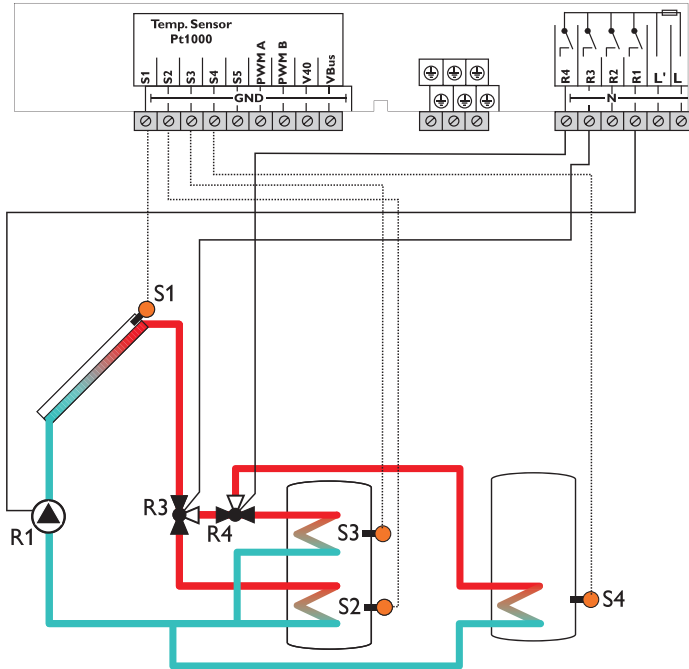 Temp. Sensor
Pt1000
S1 S2 S3 S4 S5 PWM A PWM B V40 VBus
GND
R4 R3 R2 R1 L' L
N
S1
R3
R4
R1
S3
S2
S4